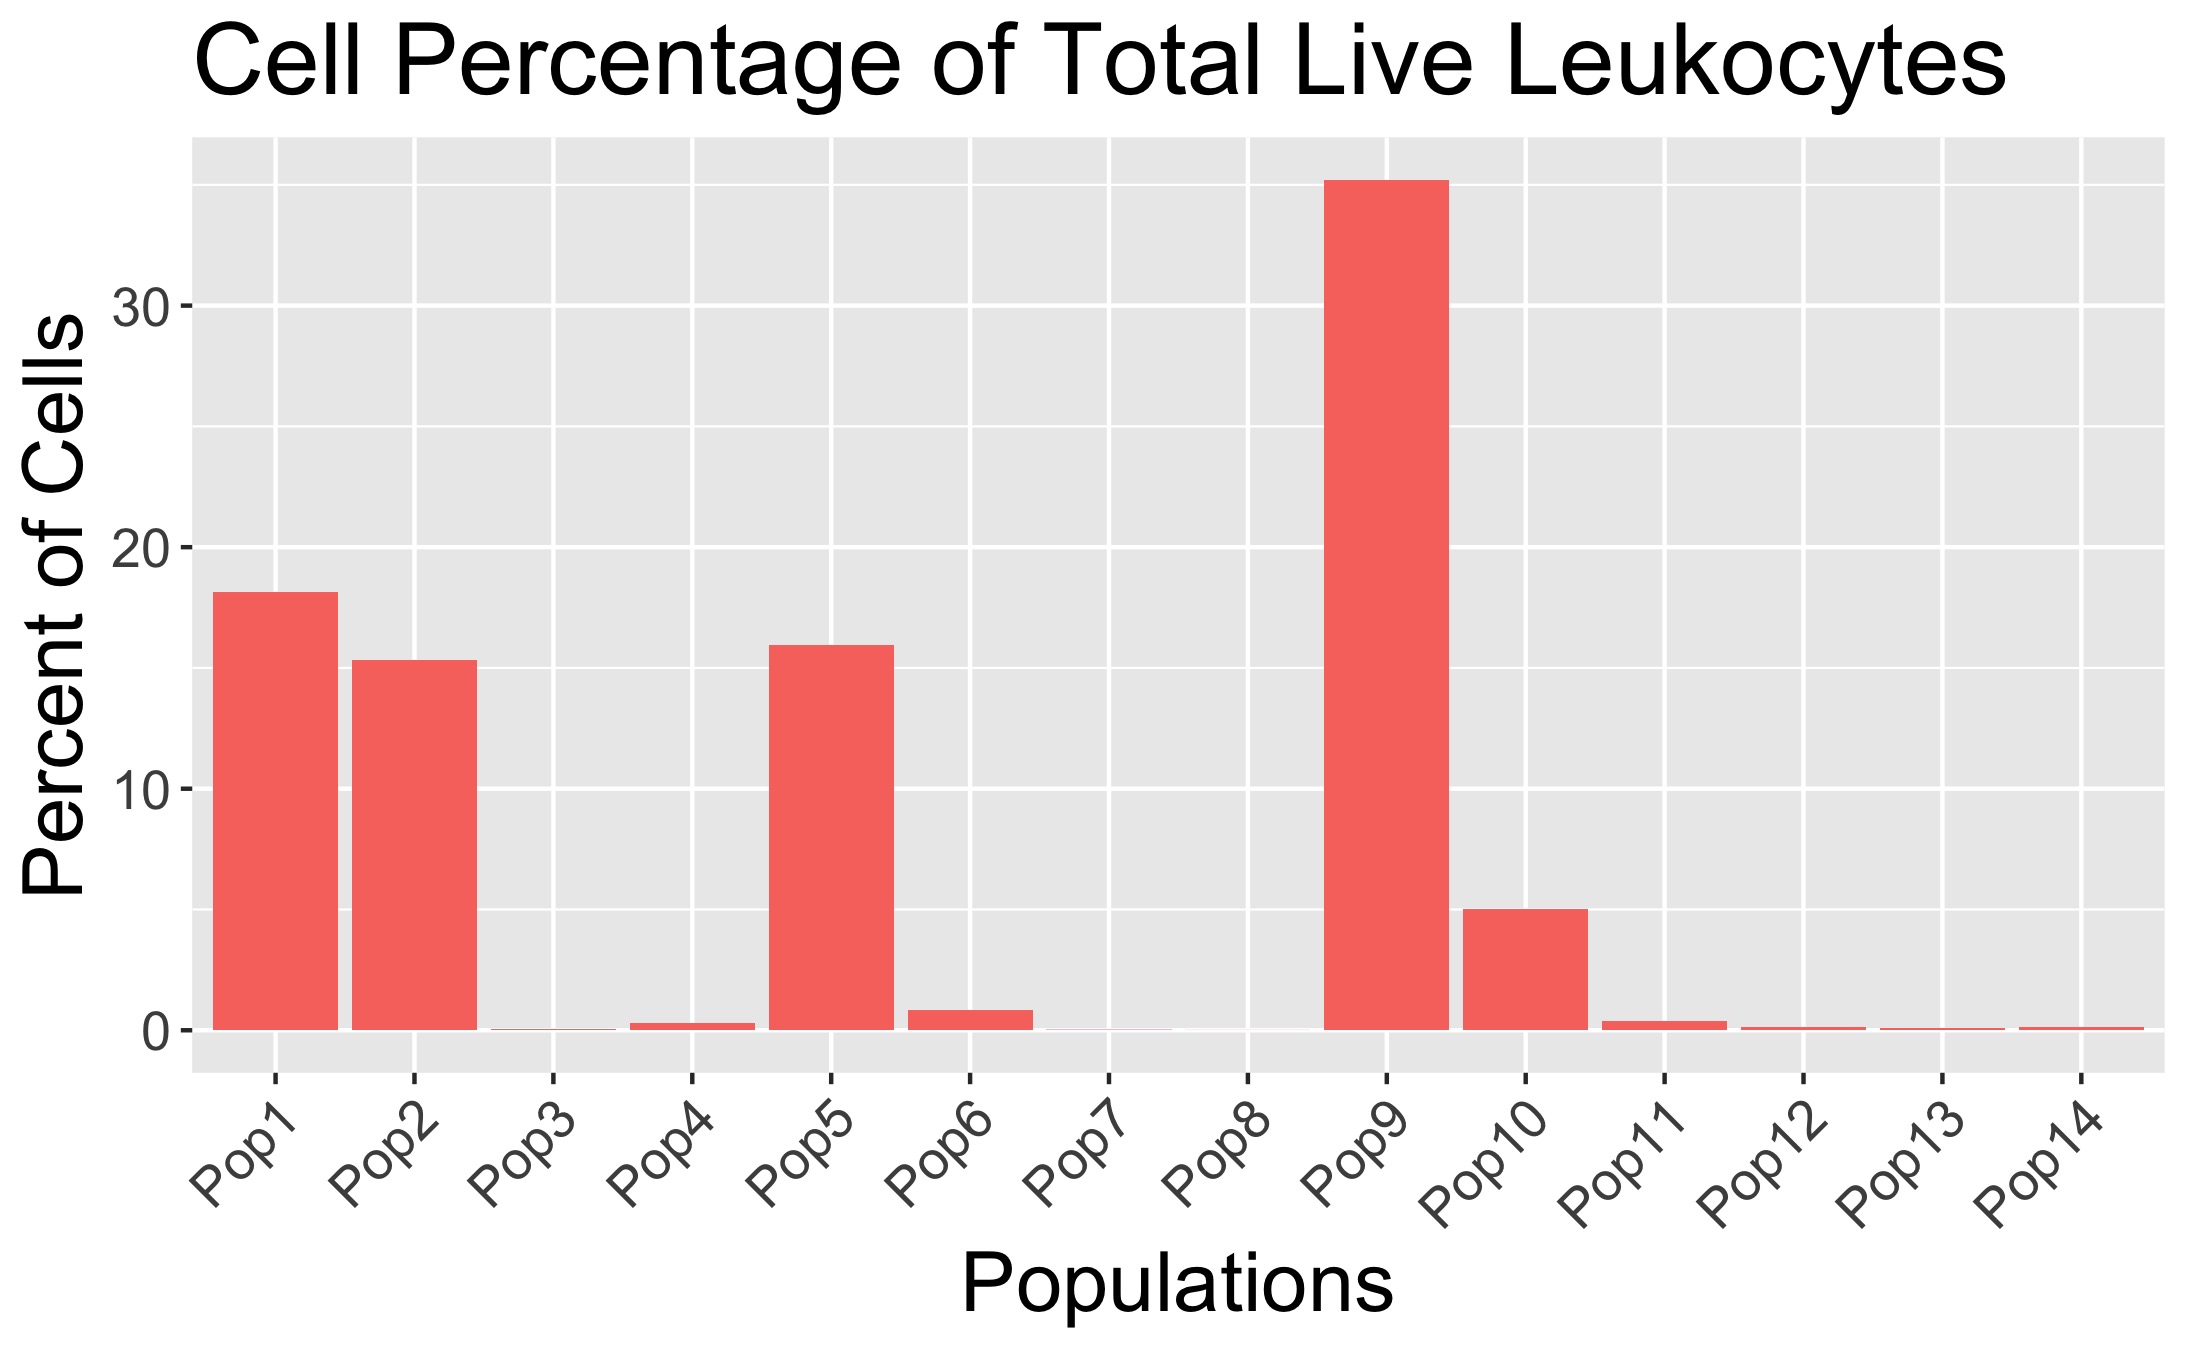 Cell Percentage of Total Live Leukocytes
Percent of Cells
30
20
10
0
Pop1 Pop2 Pop3 Pop4 Pop5 Pop6 Pop7 Pop8 Pop9 Pop10 Pop11 Pop12 Pop13 Pop14
Populations